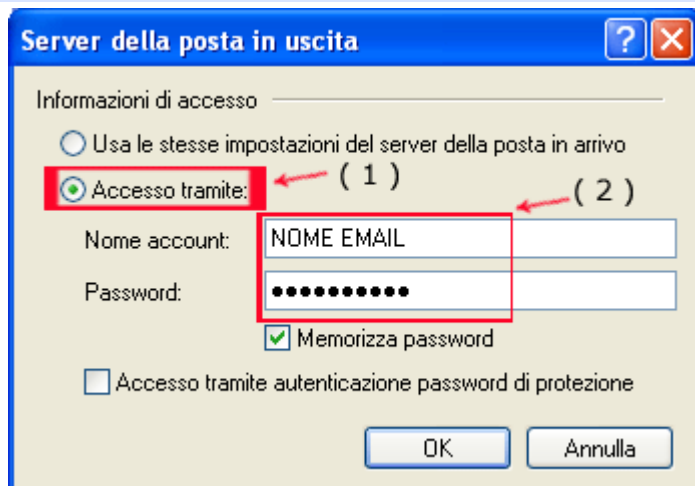 Server della posta in uscita
Informazioni di accesso
Usa le stesse impostazioni del server della posta in arrivo
Accesso tramite: ( 1 )
( 2 )
Nome account: NOME EMAIL
Password: ●●●●●●●●●●
Memorizza password
Accesso tramite autenticazione password di protezione
OK Annulla